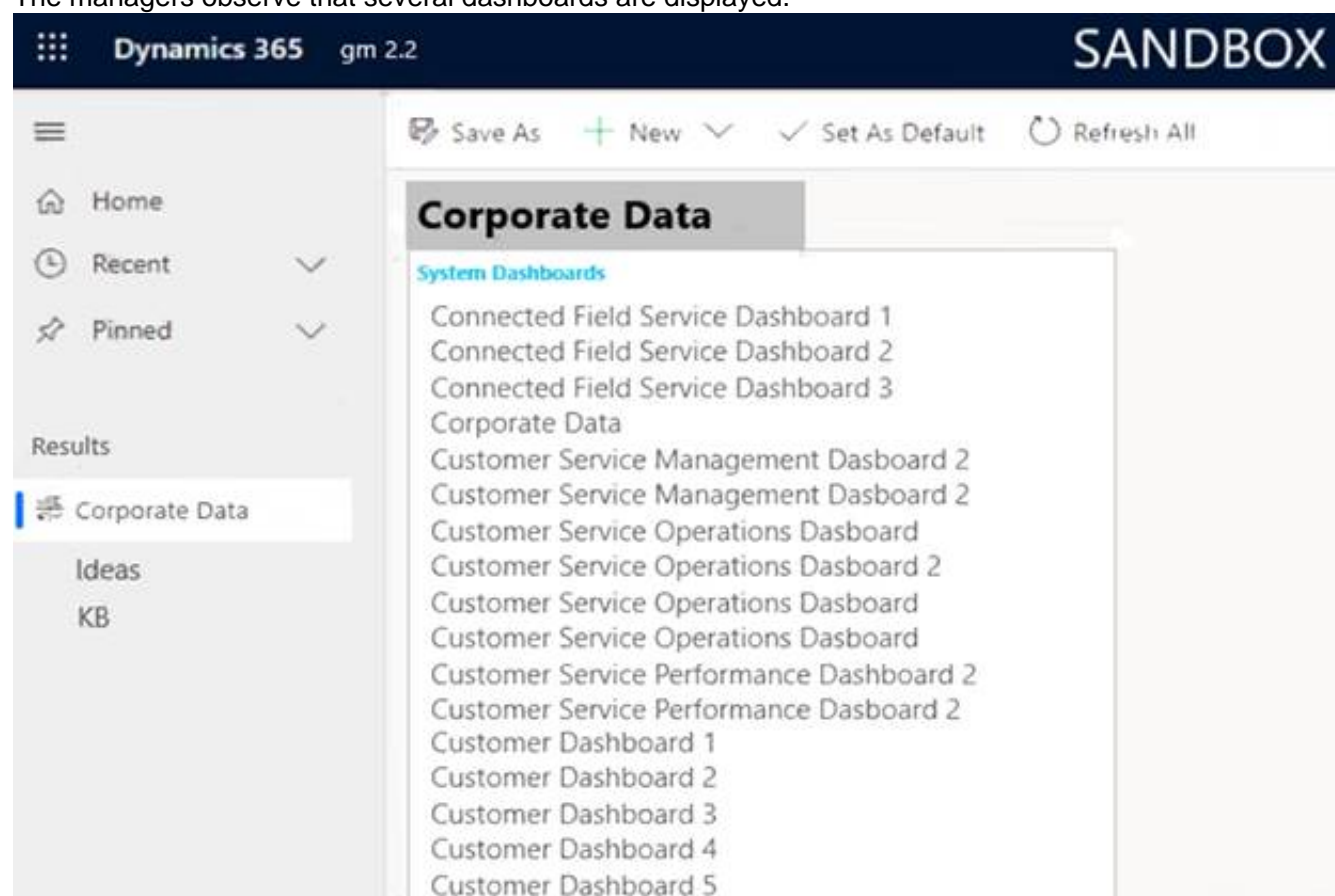 The managers observe that several dashboards are displayed.
Dynamics 365 gm 2.2 SANDBOX
Save As New Set As Default Refresh All
Home
Recent
Pinned
Results
Corporate Data
Ideas
KB
Corporate Data
System Dashboards
Connected Field Service Dashboard 1
Connected Field Service Dashboard 2
Connected Field Service Dashboard 3
Corporate Data
Customer Service Management Dasboard 2
Customer Service Management Dasboard 2
Customer Service Operations Dasboard
Customer Service Operations Dasboard 2
Customer Service Operations Dasboard
Customer Service Operations Dasboard
Customer Service Performance Dashboard 2
Customer Service Performance Dasboard 2
Customer Dashboard 1
Customer Dashboard 2
Customer Dashboard 3
Customer Dashboard 4
Customer Dashboard 5